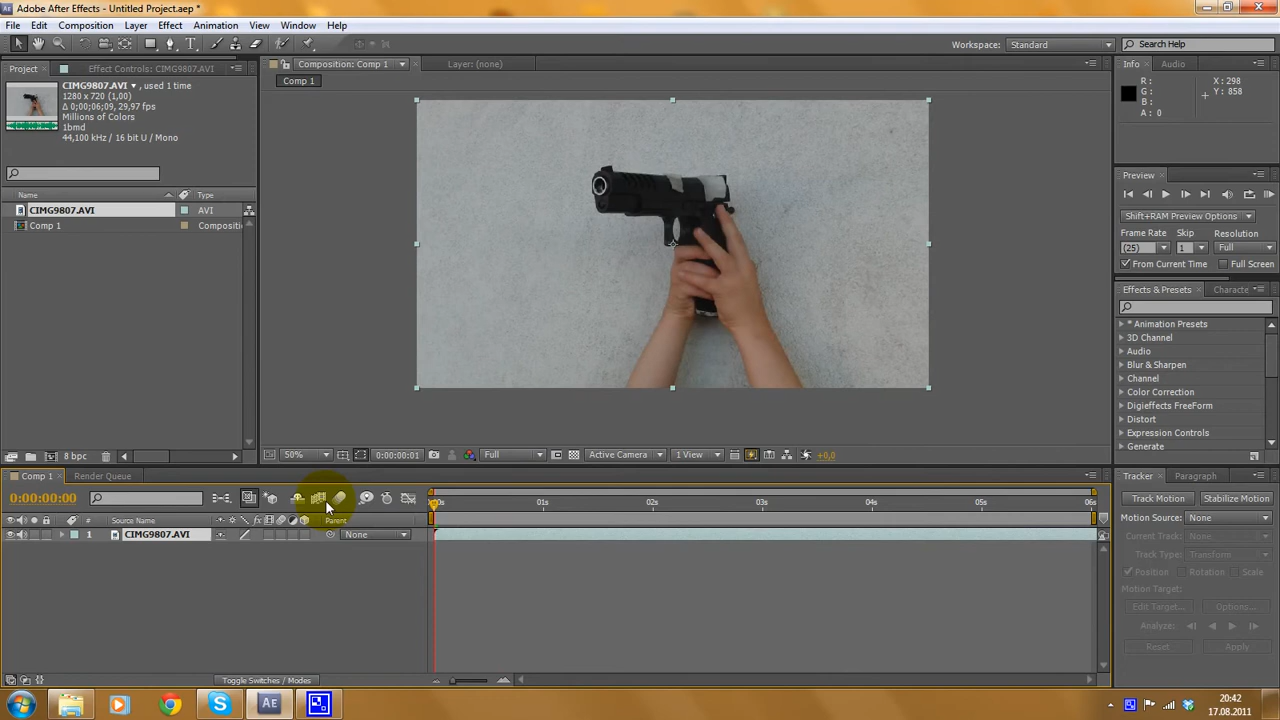 Adobe After Effects - Untitled Project.aep *
File Edit Composition Layer Effect Animation View Window Help
Workspace: Standard
Search Help
Project
Effect Controls: CIMG9807.AVI
Composition: Comp 1
Layer: (none)
Info
Audio
Comp 1
CIMG9807.AVI ▾, used 1 time
1280 x 720 (1,00)
Δ 0;00;06;09, 29,97 fps
Millions of Colors
1bmd
44,100 kHz / 16 bit U / Mono
R :
G :
B :
A : 0
X : 298
Y : 858
Name
Type
CIMG9807.AVI
AVI
Comp 1
Compositi
Preview
Shift+RAM Preview Options
Frame Rate
Skip
Resolution
(25)
1
Full
From Current Time
Full Screen
Effects & Presets
Characte
* Animation Presets
3D Channel
Audio
Blur & Sharpen
Channel
Color Correction
Digieffects FreeForm
Distort
Expression Controls
Generate
8 bpc
50%
0:00:00:01
Full
Active Camera
1 View
+0,0
Comp 1
Render Queue
0:00:00:00
# Source Name
Parent
1
CIMG9807.AVI
None
01s
02s
03s
04s
05s
06s
Toggle Switches / Modes
Tracker
Paragraph
Track Motion
Stabilize Motion
Motion Source: None
Current Track: None
Track Type: Transform
Position
Rotation
Scale
Motion Target:
Edit Target...
Options...
Analyze:
Reset
Apply
Ae
20:42
17.08.2011